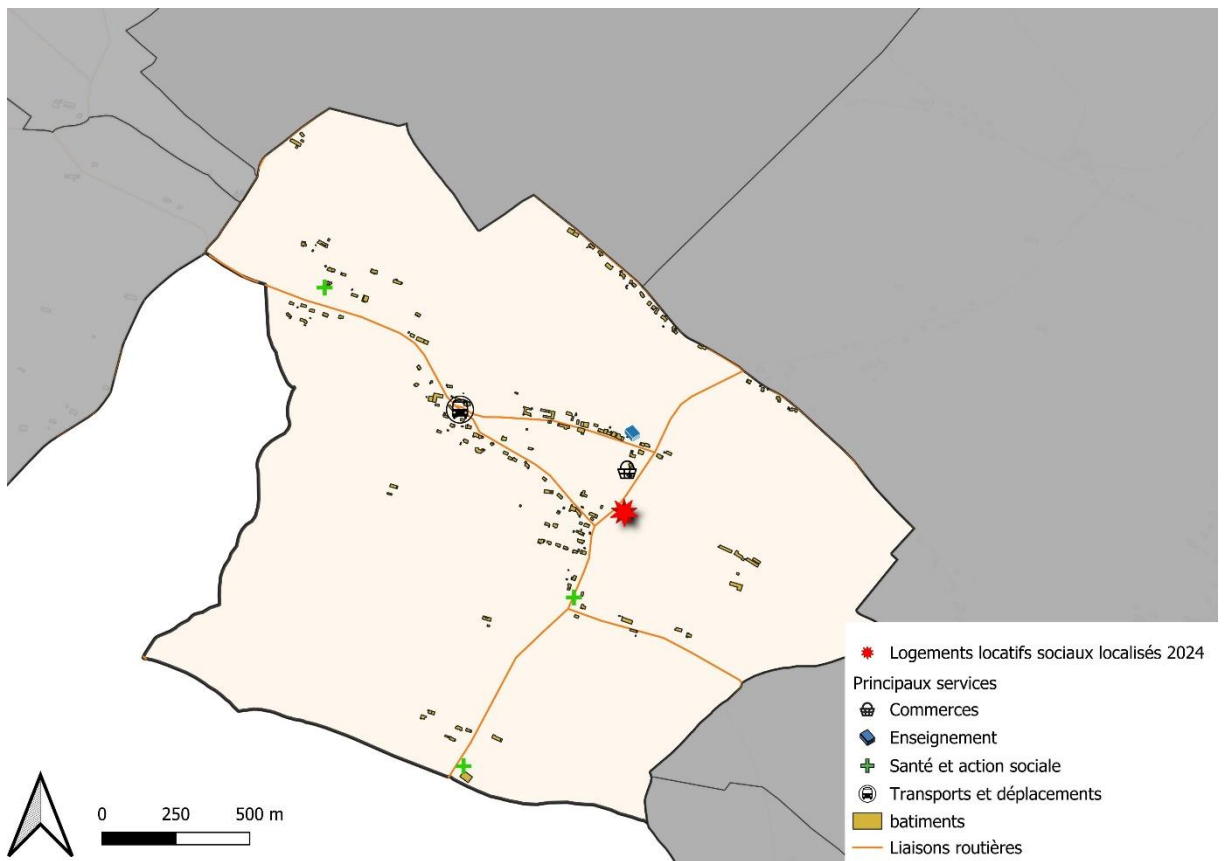 Logements locatifs sociaux localisés 2024
Principaux services
Commerces
Enseignement
Santé et action sociale
Transports et déplacements
batiments
Liaisons routières
0 250 500 m